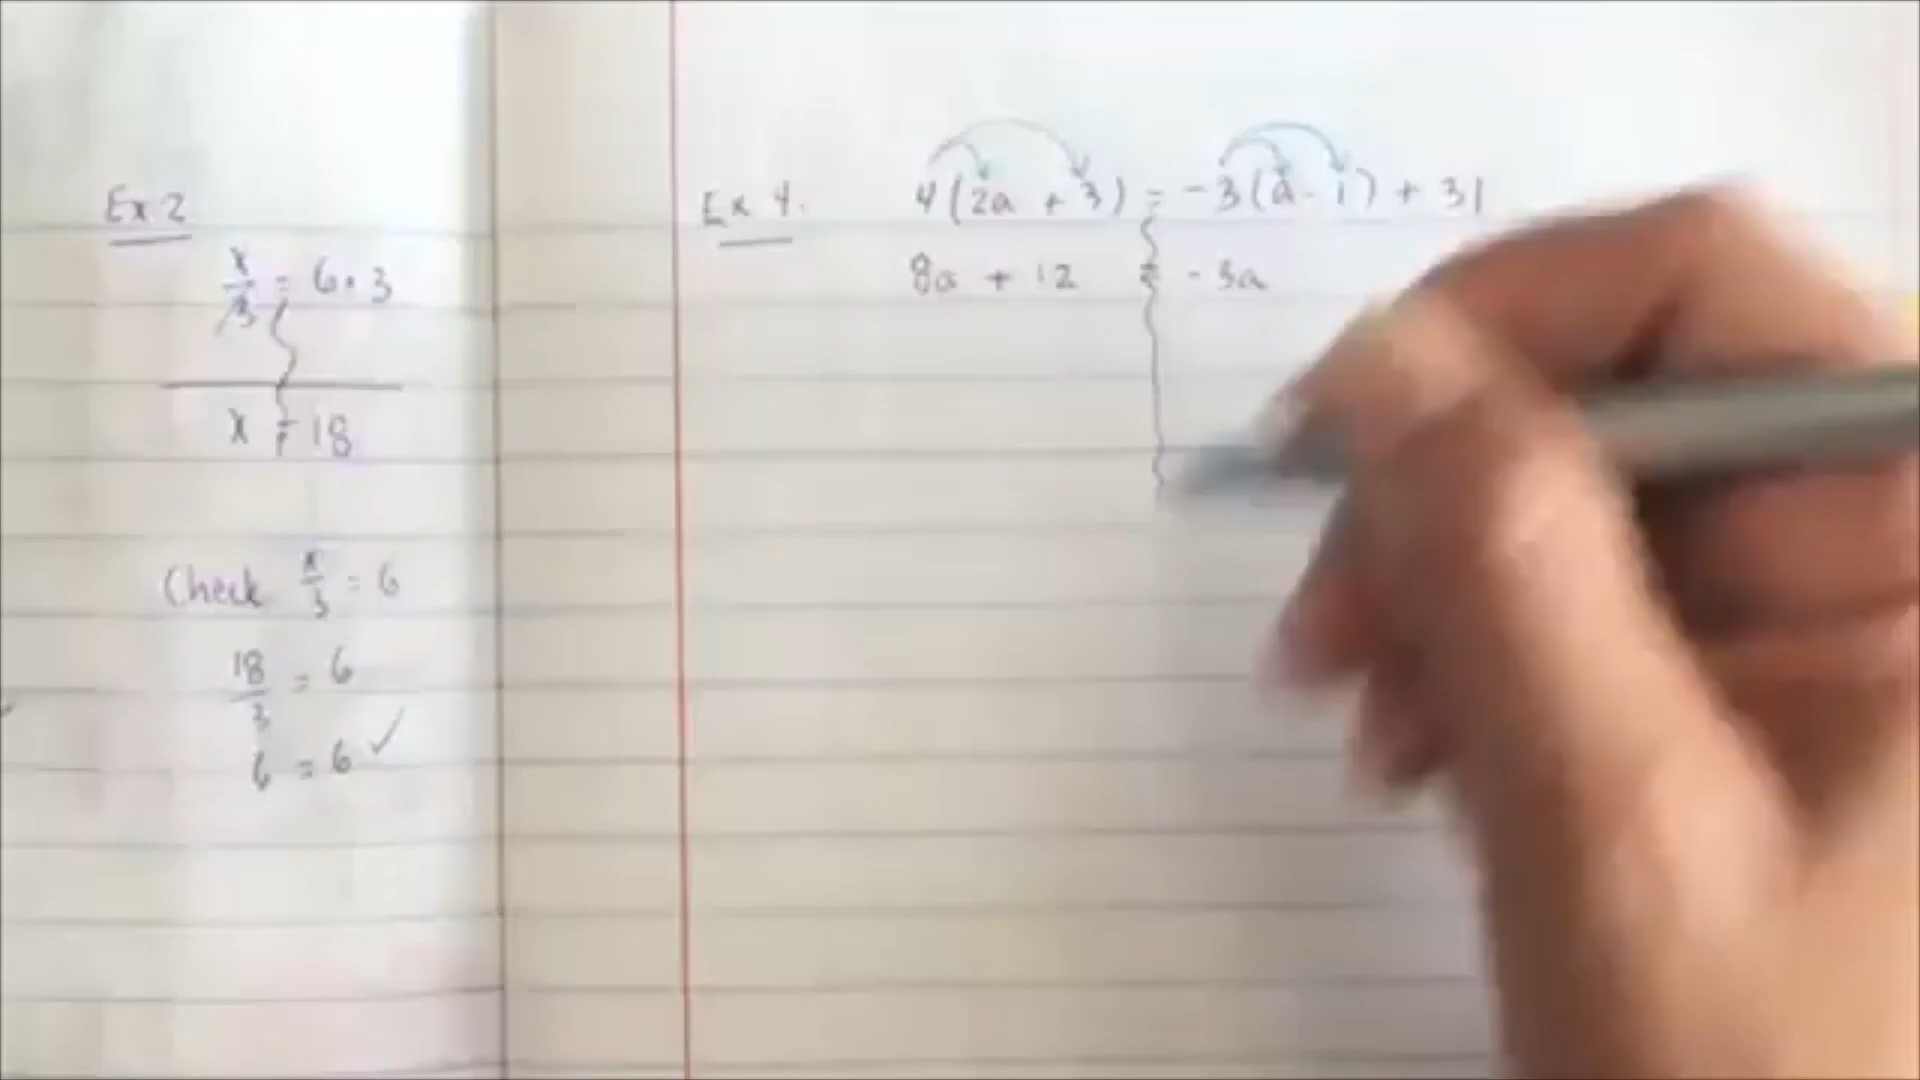 Ex 2
x/3 = 6 · 3
x = 18
Check x/3 = 6
18/3 = 6
6 = 6 ✓
Ex 4. 4(2a + 3) = -3(a - 1) + 31
8a + 12 = -3a